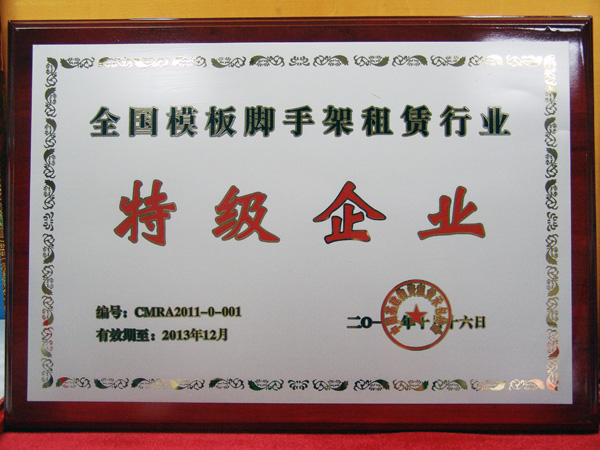 全国模板脚手架租赁行业
特级企业
编号：CMRA2011-0-001
有效期至：2013年12月
二〇一 年十 十六日